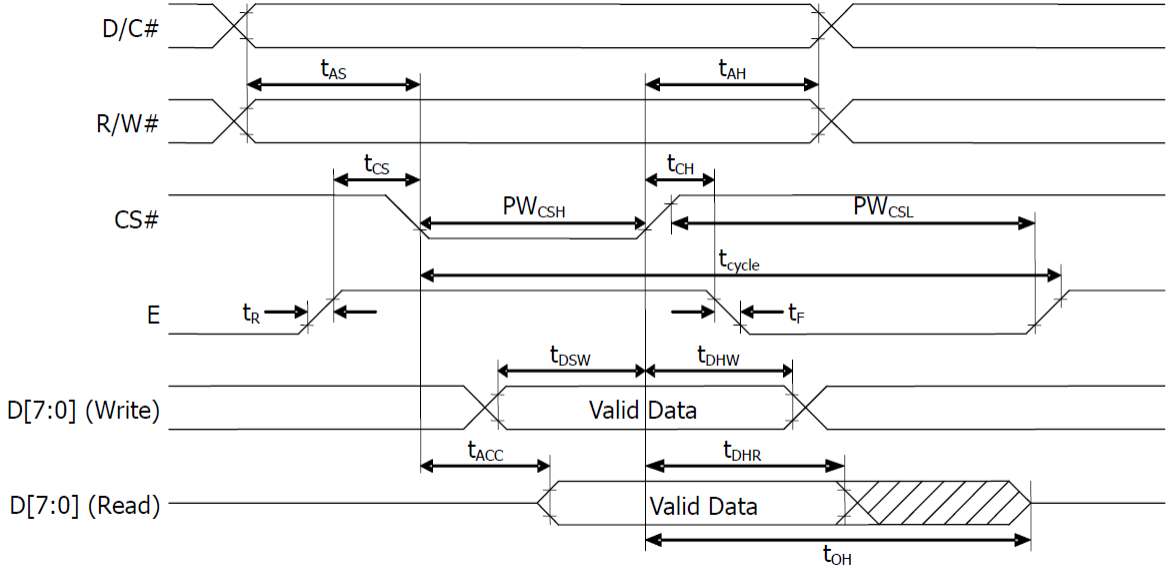 D/C#
tAS
tAH
R/W#
tCS
tCH
CS#
PWCSH
PWCSL
tcycle
E
tR
tF
tDSW
tDHW
D[7:0] (Write)
Valid Data
tACC
tDHR
D[7:0] (Read)
Valid Data
tOH